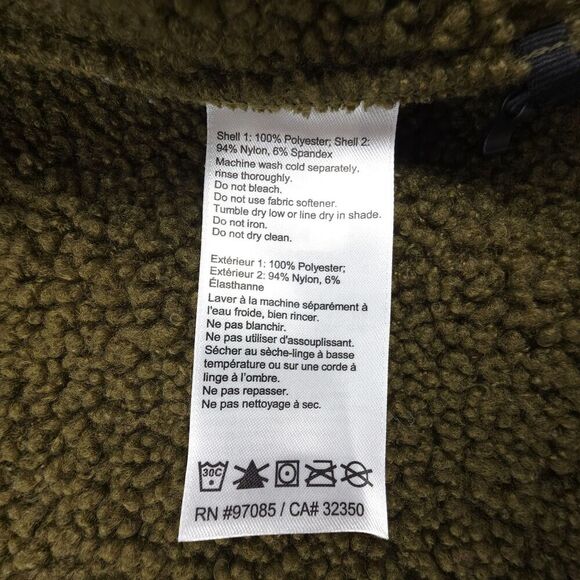 Shell 1: 100% Polyester; Shell 2:
94% Nylon, 6% Spandex
Machine wash cold separately,
rinse thoroughly.
Do not bleach.
Do not use fabric softener.
Tumble dry low or line dry in shade.
Do not iron.
Do not dry clean.
Extérieur 1: 100% Polyester;
Extérieur 2: 94% Nylon, 6%
Élasthanne
Laver à la machine séparément à
l'eau froide, bien rincer.
Ne pas blanchir.
Ne pas utiliser d'assouplissant.
Sécher au sèche-linge à basse
température ou sur une corde à
linge à l'ombre.
Ne pas repasser.
Ne pas nettoyage à sec.
30C
RN #97085 / CA# 32350